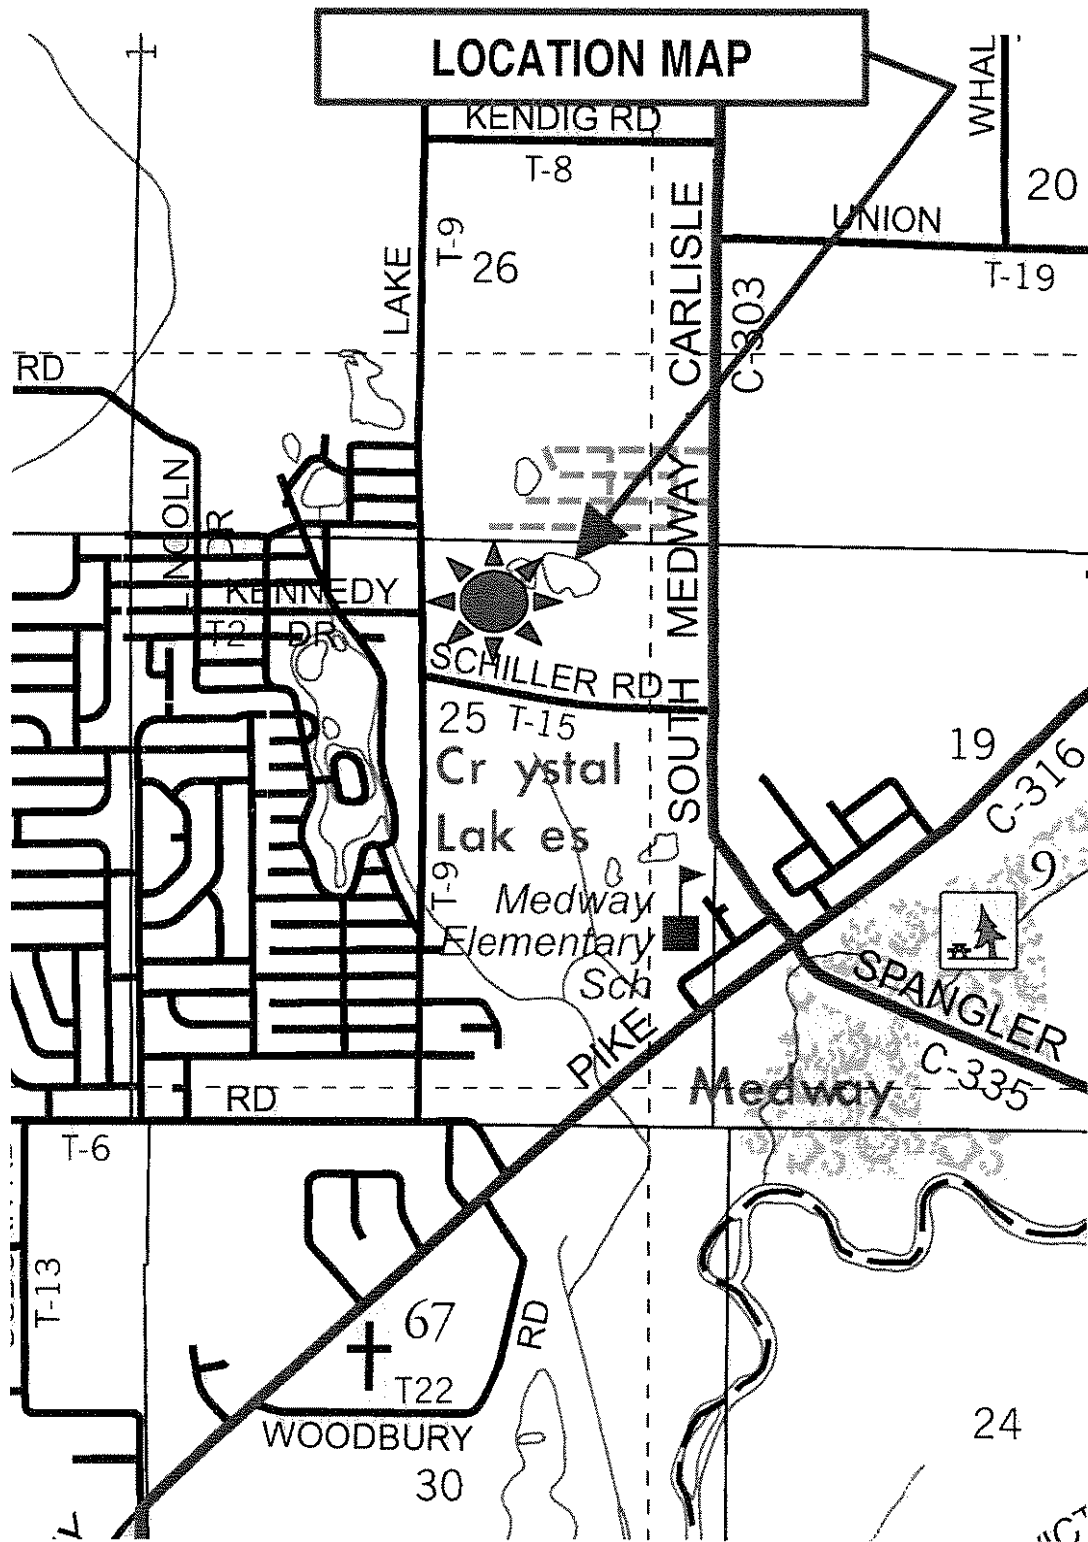 LOCATION MAP
KENDIG RD
T-8
WHAL
20
UNION
T-19
LAKE
T-9
26
SOUTH MEDWAY CARLISLE
C-303
RD
LINCOLN
DR
KENNEDY
T2 DR
SCHILLER RD
25 T-15
Cr ystal
Lak es
19
C-316
9
T-9
Medway
Elementary
Sch
PIKE
SPANGLER
C-335
Medway
RD
T-6
T-13
67
RD
T22
WOODBURY
30
24